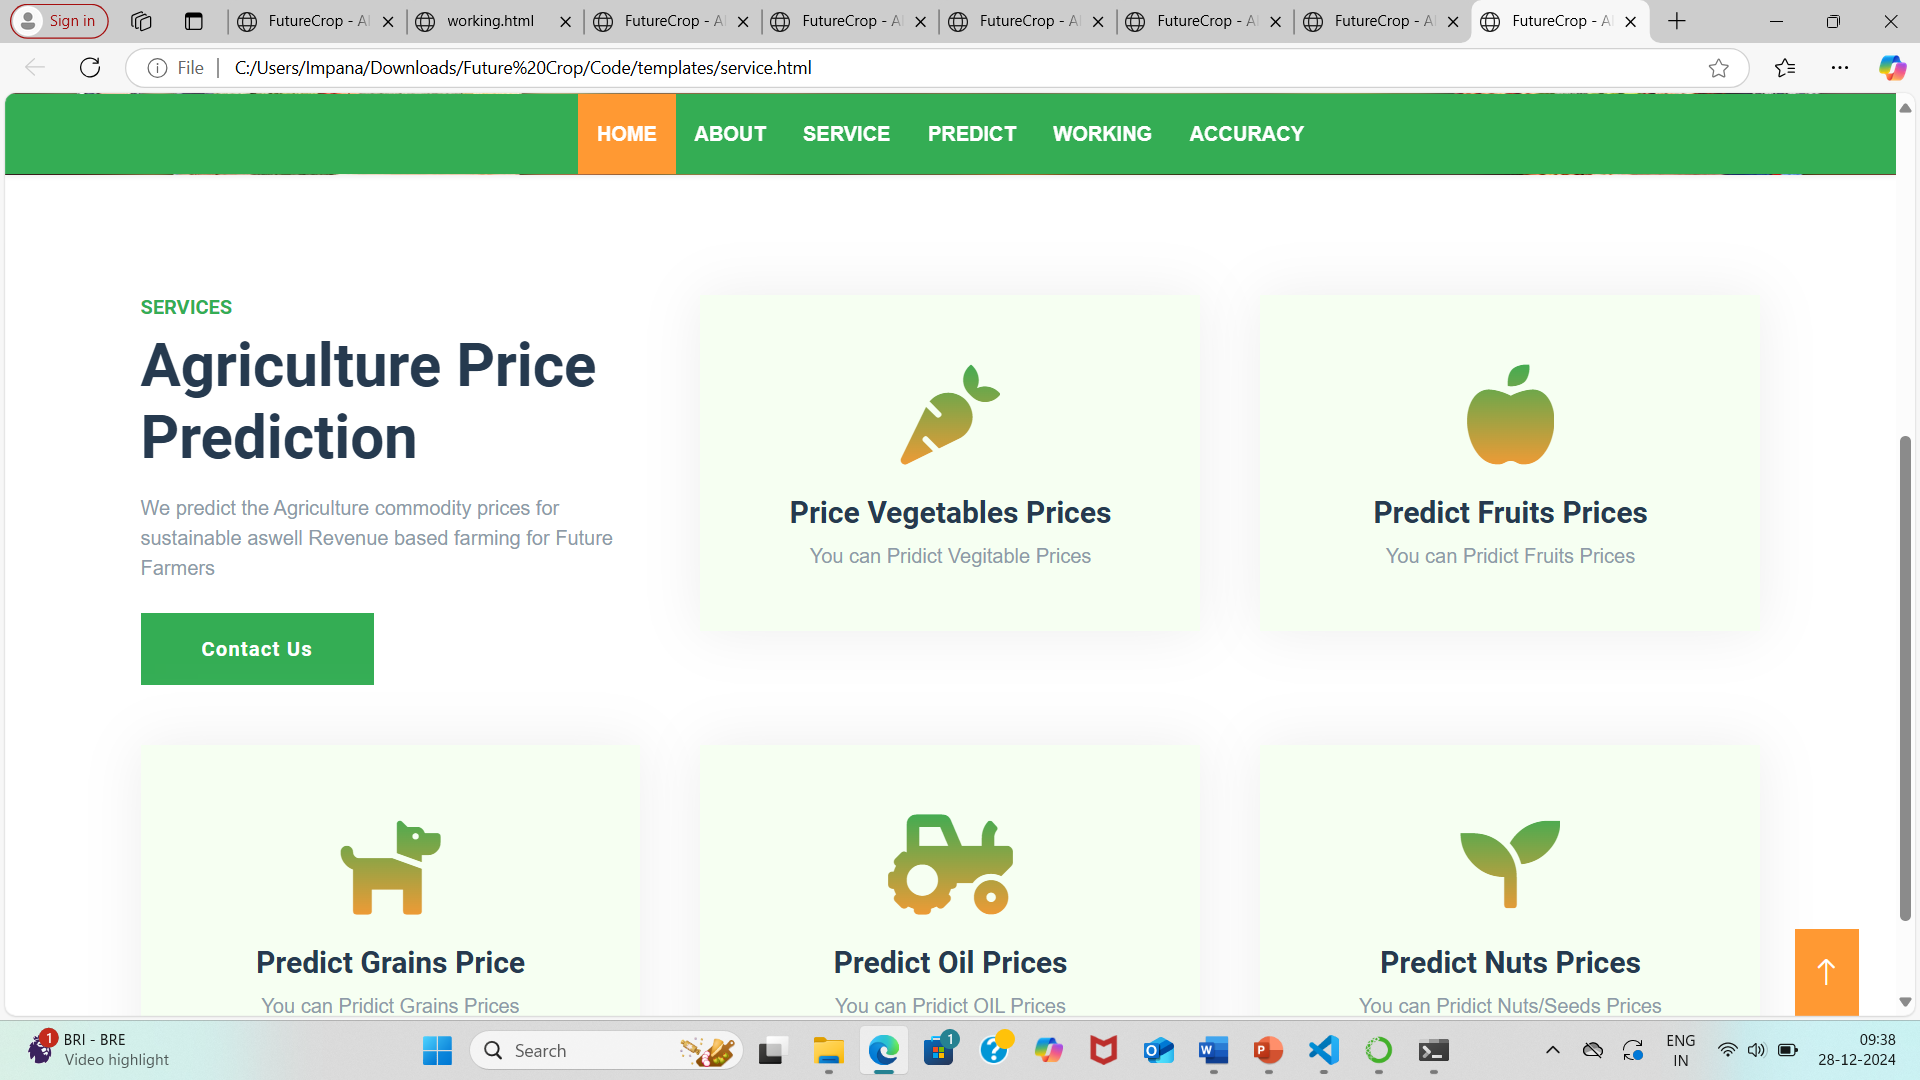 Sign in
FutureCrop - AI
working.html
FutureCrop - AI
FutureCrop - AI
FutureCrop - AI
FutureCrop - AI
FutureCrop - AI
FutureCrop - AI
File
C:/Users/Impana/Downloads/Future%20Crop/Code/templates/service.html
HOME ABOUT SERVICE PREDICT WORKING ACCURACY
SERVICES
Agriculture Price
Prediction
We predict the Agriculture commodity prices for
sustainable aswell Revenue based farming for Future
Farmers
Contact Us
Price Vegetables Prices
You can Pridict Vegitable Prices
Predict Fruits Prices
You can Pridict Fruits Prices
Predict Grains Price
You can Pridict Grains Prices
Predict Oil Prices
You can Pridict OIL Prices
Predict Nuts Prices
You can Pridict Nuts/Seeds Prices
1
BRI - BRE
Video highlight
Search
1
ENG
IN
09:38
28-12-2024